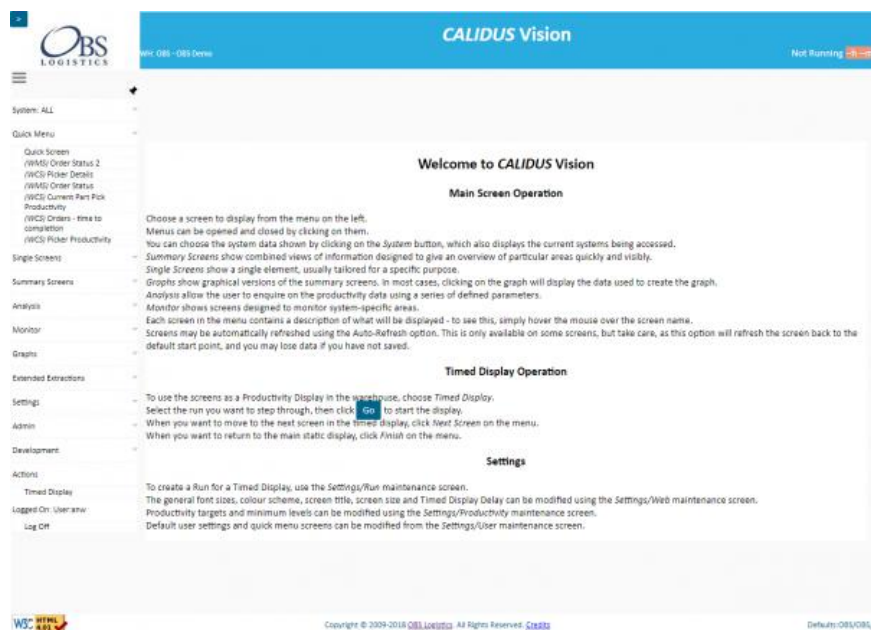 >
OBS
LOGISTICS
CALIDUS Vision
WH: OBS - OBS Demo
Not Running --h --m
System: ALL
Quick Menu
Quick Screen
(WMS) Order Status 2
(WCS) Picker Details
(WMS) Order Status
(WCS) Current Part Pick
Productivity
(WCS) Orders - time to
completion
(WCS) Picker Productivity
Single Screens
Summary Screens
Analysis
Monitor
Graphs
Extended Extractions
Settings
Admin
Development
Actions
Timed Display
Logged On: User anw
Log Off
Welcome to CALIDUS Vision
Main Screen Operation
Choose a screen to display from the menu on the left.
Menus can be opened and closed by clicking on them.
You can choose the system data shown by clicking on the System button, which also displays the current systems being accessed.
Summary Screens show combined views of information designed to give an overview of particular areas quickly and visibly.
Single Screens show a single element, usually tailored for a specific purpose.
Graphs show graphical versions of the summary screens. In most cases, clicking on the graph will display the data used to create the graph.
Analysis allow the user to enquire on the productivity data using a series of defined parameters.
Monitor shows screens designed to monitor system-specific areas.
Each screen in the menu contains a description of what will be displayed - to see this, simply hover the mouse over the screen name.
Screens may be automatically refreshed using the Auto-Refresh option. This is only available on some screens, but take care, as this option will refresh the screen back to the
default start point, and you may lose data if you have not saved.
Timed Display Operation
To use the screens as a Productivity Display in the warehouse, choose Timed Display.
Select the run you want to step through, then click Go to start the display.
When you want to move to the next screen in the timed display, click Next Screen on the menu.
When you want to return to the main static display, click Finish on the menu.
Settings
To create a Run for a Timed Display, use the Settings/Run maintenance screen.
The general font sizes, colour scheme, screen title, screen size and Timed Display Delay can be modified using the Settings/Web maintenance screen.
Productivity targets and minimum levels can be modified using the Settings/Productivity maintenance screen.
Default user settings and quick menu screens can be modified from the Settings/User maintenance screen.
W3C HTML 4.01
Copyright © 2009-2018 OBS Logistics. All Rights Reserved. Credits
Defaults: OBS/OBS/